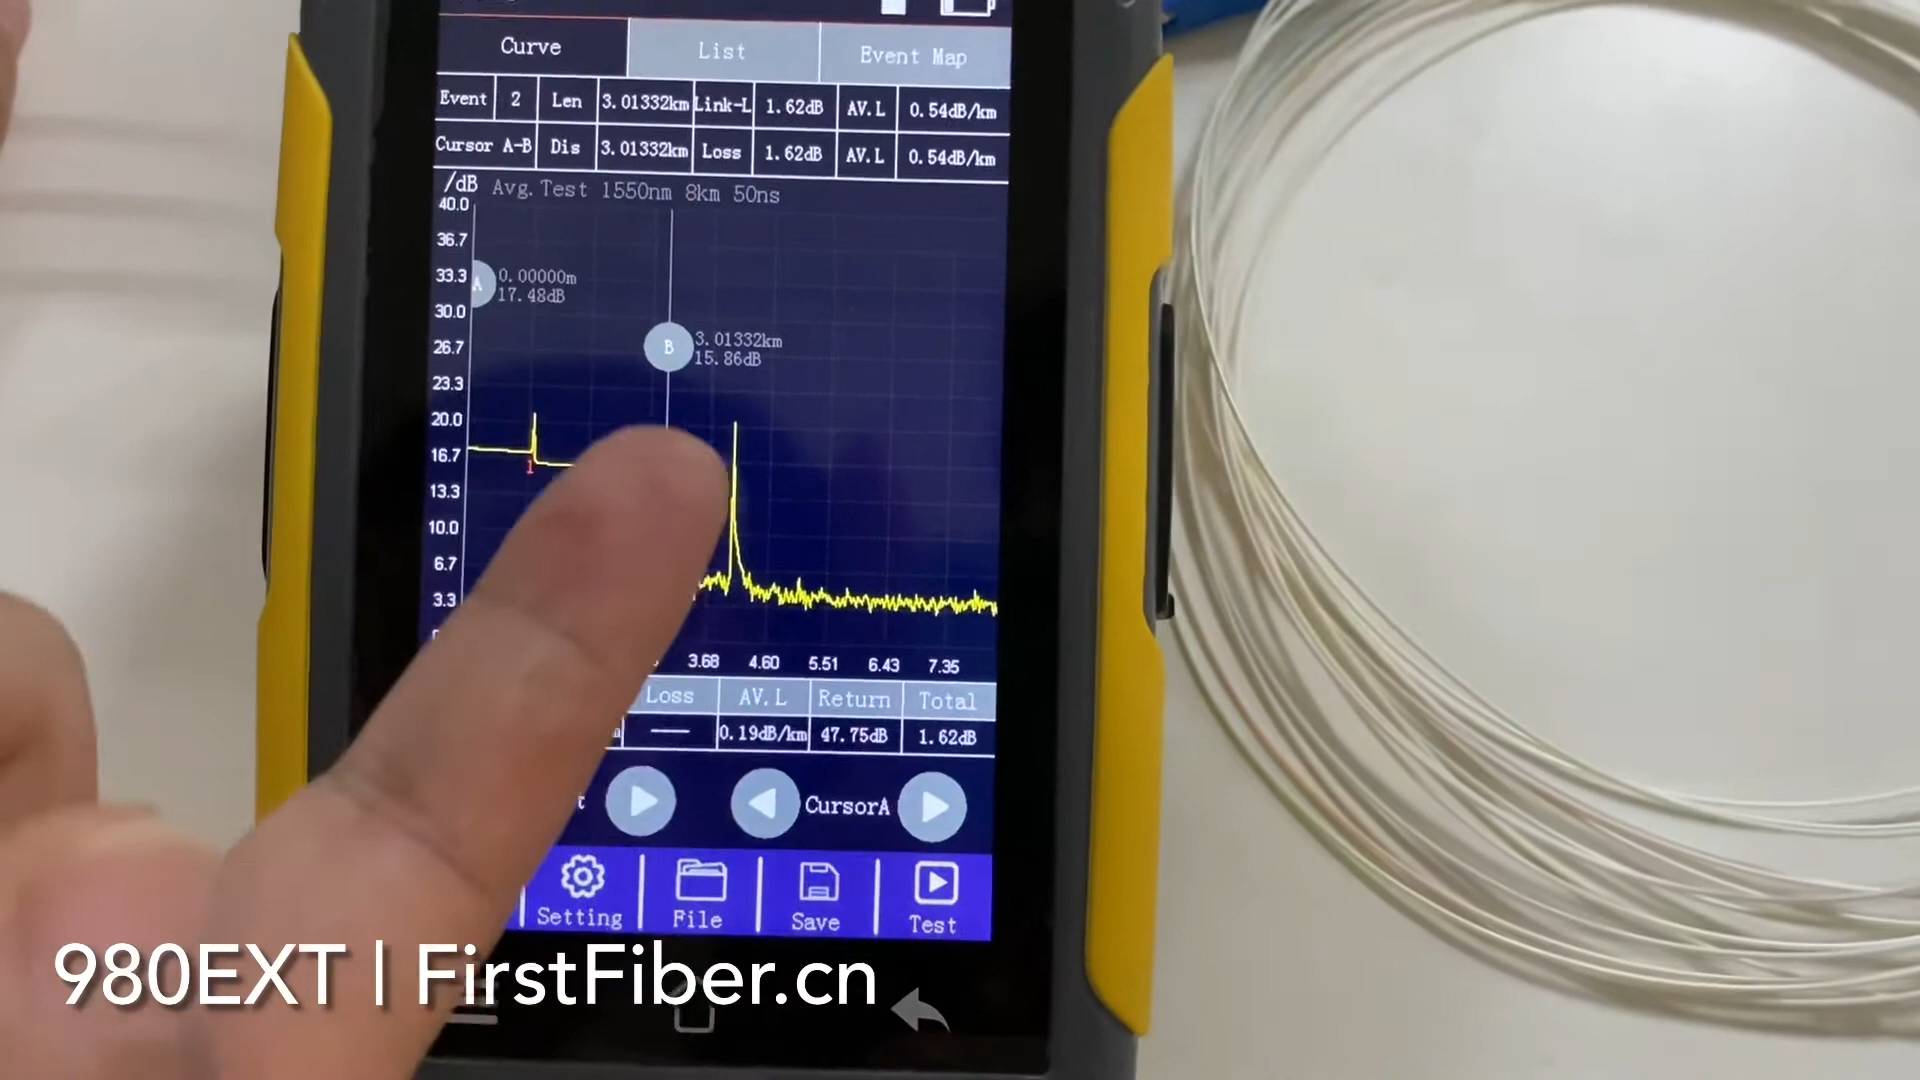 Curve List Event Map
Event 2 Len 3.01332km Link-L 1.62dB AV.L 0.54dB/km
Cursor A-B Dis 3.01332km Loss 1.62dB AV.L 0.54dB/km
/dB Avg.Test 1550nm 8km 50ns
40.0
36.7
33.3
A 0.00000m
17.48dB
30.0
B 3.01332km
15.86dB
26.7
23.3
20.0
16.7
1
13.3
10.0
6.7
3.3
3.68 4.60 5.51 6.43 7.35
Loss AV.L Return Total
0.19dB/km 47.75dB 1.62dB
CursorA
Setting File Save Test
980EXT | FirstFiber.cn